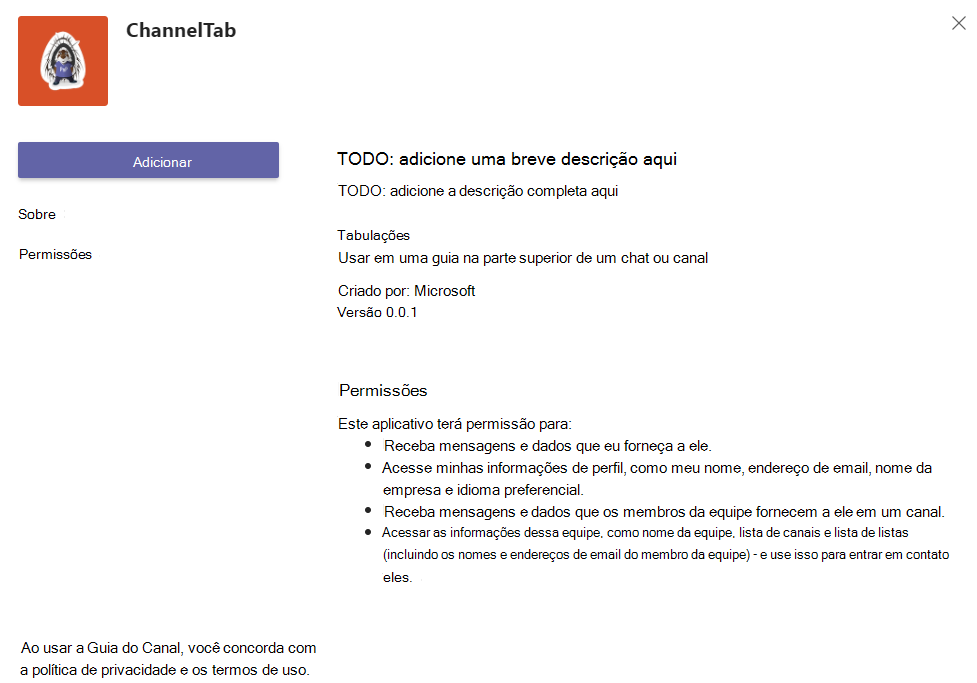 ChannelTab
Adicionar
Sobre
Permissões
TODO: adicione uma breve descrição aqui
TODO: adicione a descrição completa aqui
Tabulações
Usar em uma guia na parte superior de um chat ou canal
Criado por: Microsoft
Versão 0.0.1
Permissões
Este aplicativo terá permissão para:
• Receba mensagens e dados que eu forneça a ele.
• Acesse minhas informações de perfil, como meu nome, endereço de email, nome da
empresa e idioma preferencial.
• Receba mensagens e dados que os membros da equipe fornecem a ele em um canal.
• Acessar as informações dessa equipe, como nome da equipe, lista de canais e lista de listas
(incluindo os nomes e endereços de email do membro da equipe) - e use isso para entrar em contato
eles.
Ao usar a Guia do Canal, você concorda com
a política de privacidade e os termos de uso.